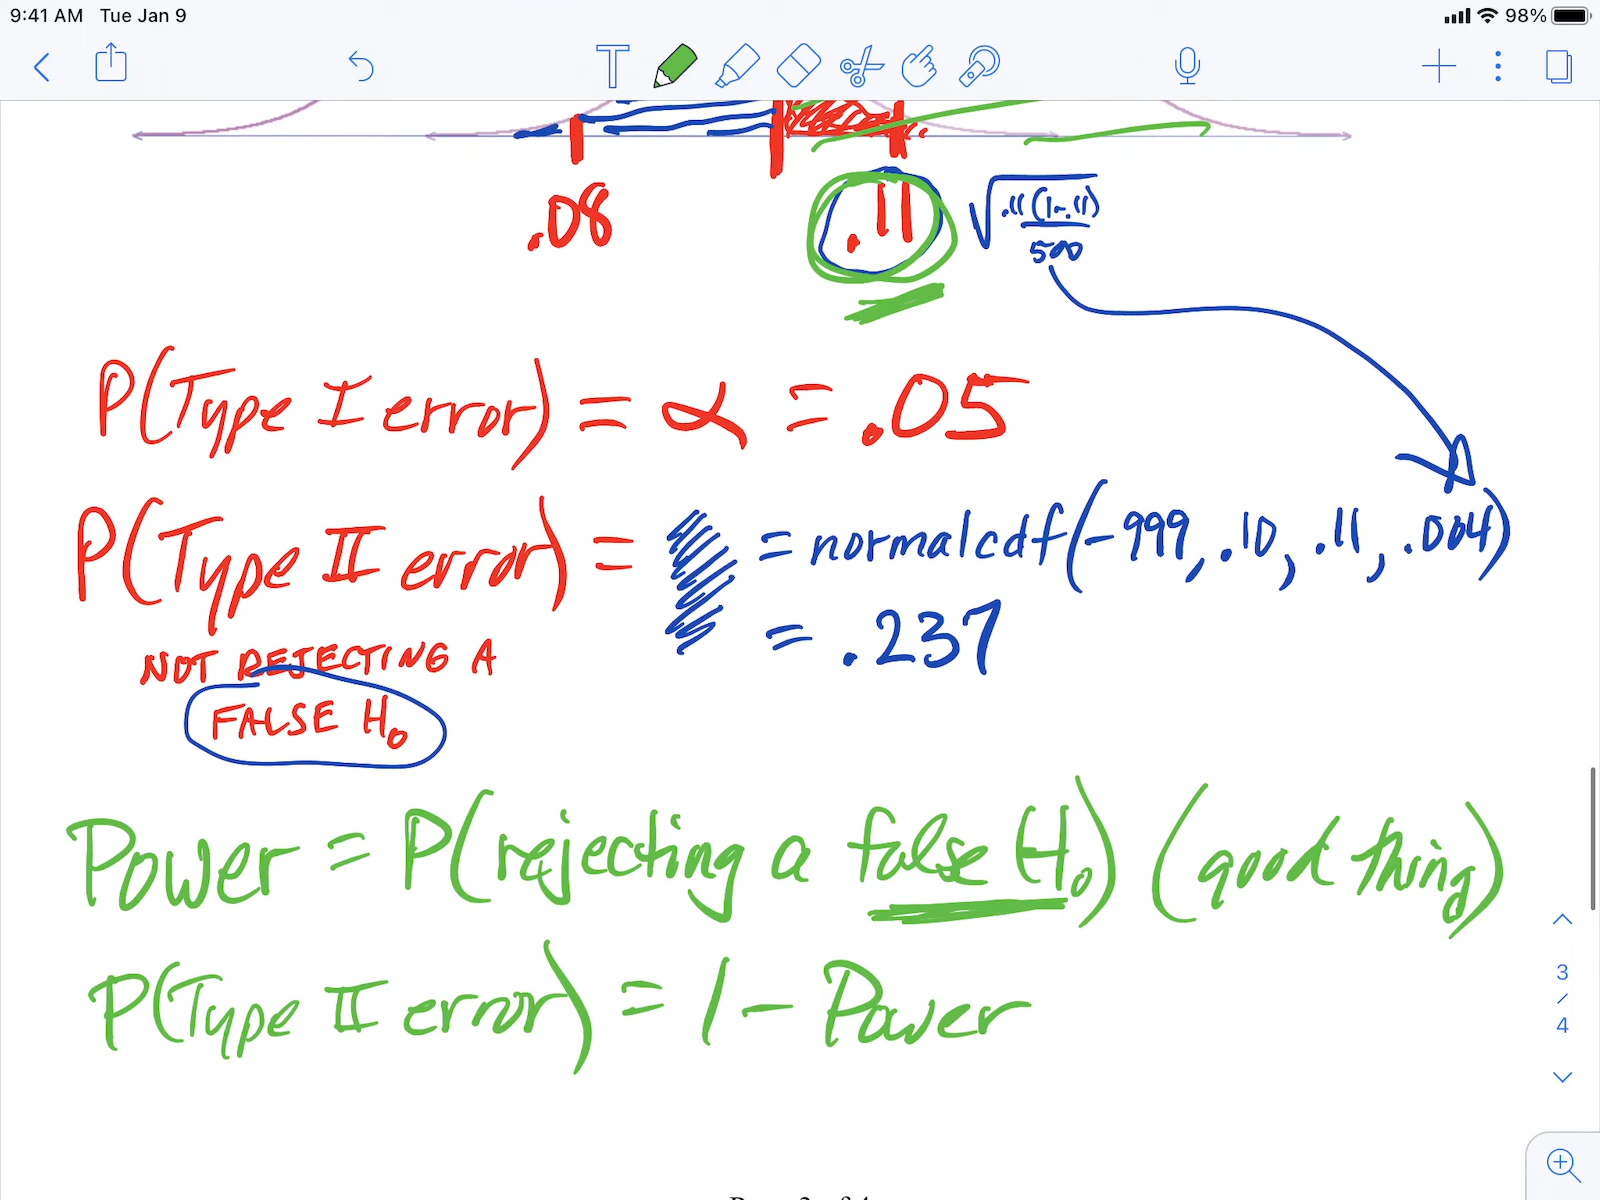 9:41 AM Tue Jan 9 98%
T
.08 .11 √.11(1-.11)/500
P(Type I error) = α = .05
P(Type II error) = = normalcdf(-999, .10, .11, .004)
= .237
NOT REJECTING A
FALSE H₀
Power = P(rejecting a false H₀) (good thing)
P(Type II error) = 1 - Power
3
/
4